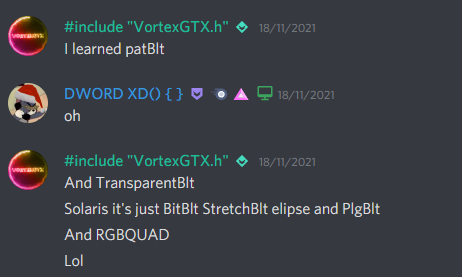 #include "VortexGTX.h" 18/11/2021
I learned patBlt
DWORD XD() { } 18/11/2021
oh
#include "VortexGTX.h" 18/11/2021
And TransparentBlt
Solaris it's just BitBlt StretchBlt elipse and PlgBlt
And RGBQUAD
Lol